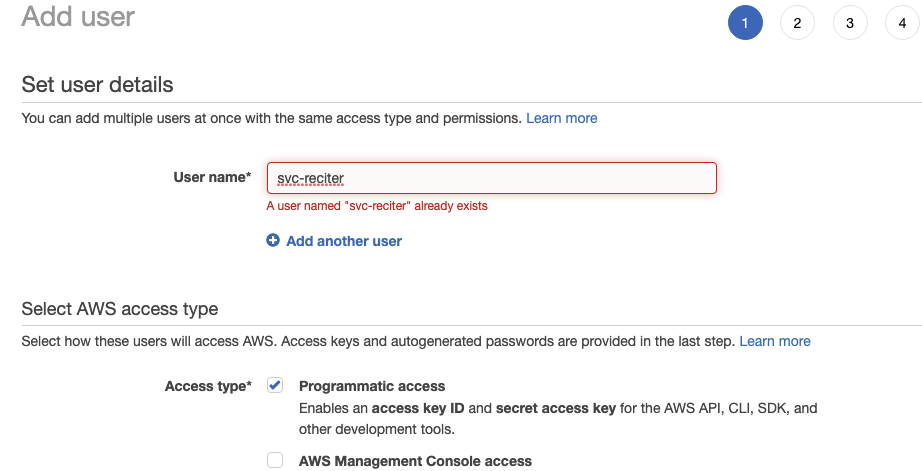 Add user
1 2 3 4
Set user details
You can add multiple users at once with the same access type and permissions. Learn more
User name* svc-reciter
A user named "svc-reciter" already exists
Add another user
Select AWS access type
Select how these users will access AWS. Access keys and autogenerated passwords are provided in the last step. Learn more
Access type* Programmatic access
Enables an access key ID and secret access key for the AWS API, CLI, SDK, and
other development tools.
AWS Management Console access